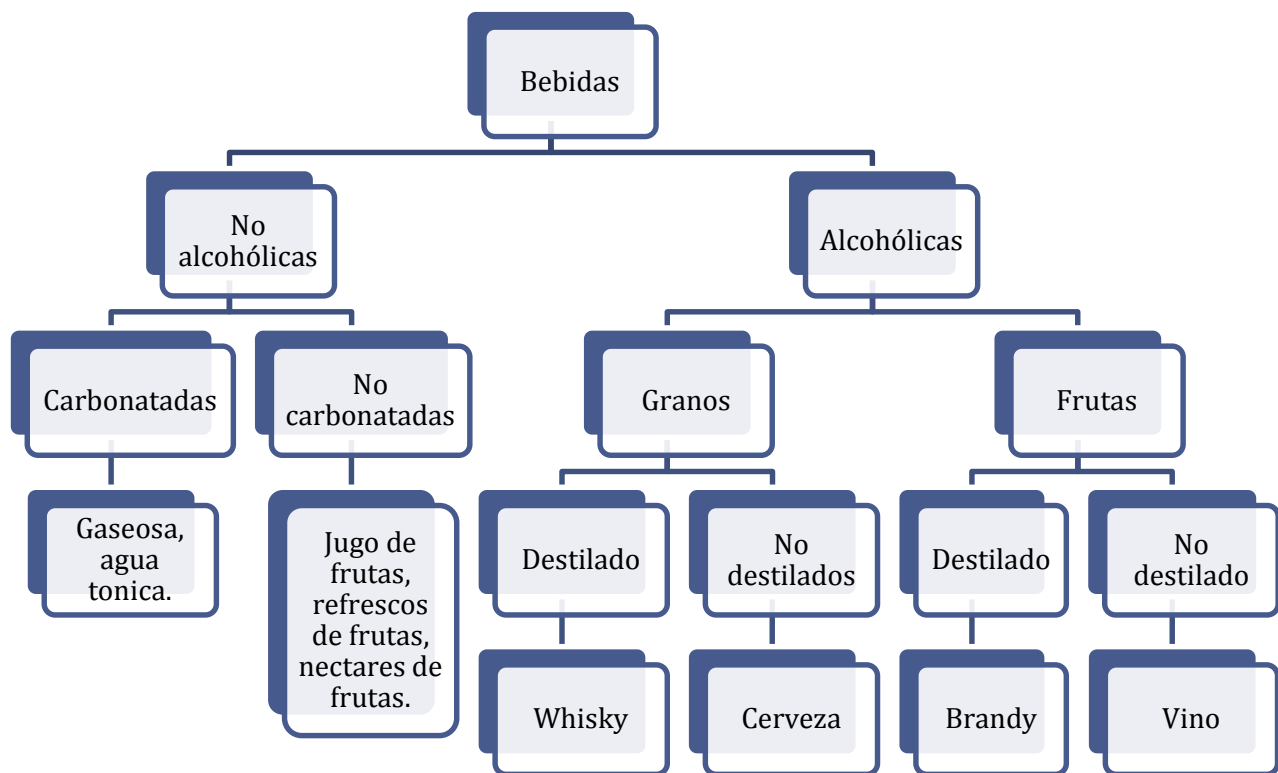 Bebidas
No
alcohólicas
Alcohólicas
Carbonatadas
No
carbonatadas
Granos
Frutas
Gaseosa,
agua
tonica.
Jugo de
frutas,
refrescos
de frutas,
nectares de
frutas.
Destilado
No
destilados
Destilado
No
destilado
Whisky
Cerveza
Brandy
Vino